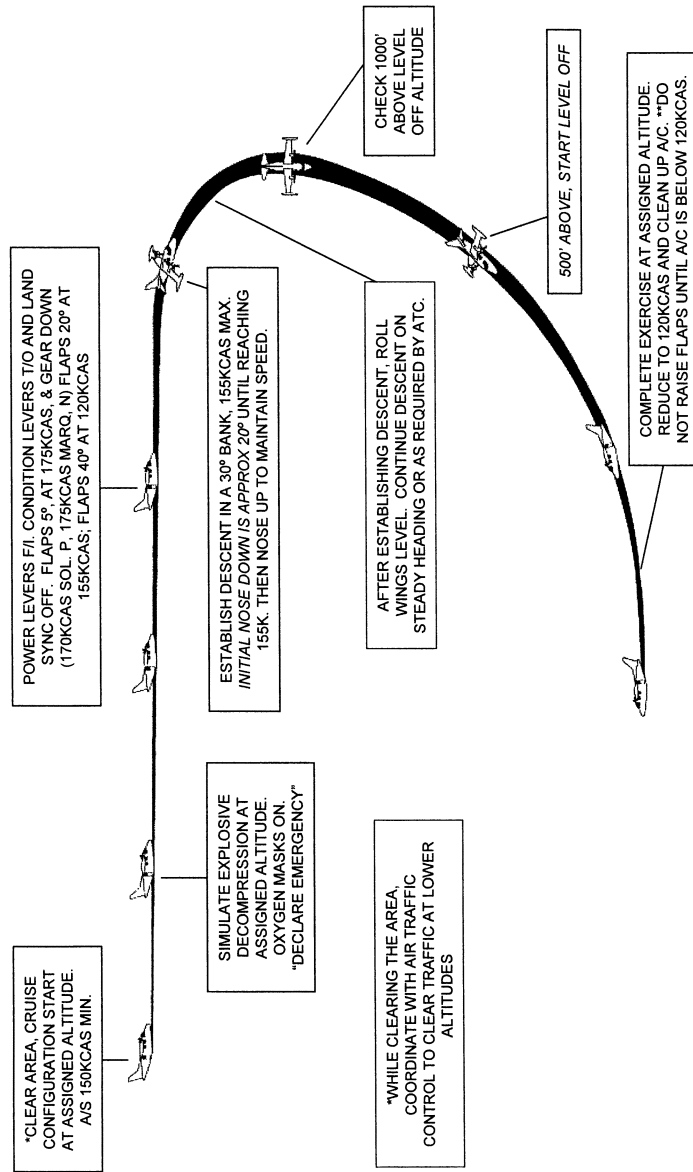 *CLEAR AREA, CRUISE
CONFIGURATION START
AT ASSIGNED ALTITUDE.
A/S 150KCAS MIN.
SIMULATE EXPLOSIVE
DECOMPRESSION AT
ASSIGNED ALTITUDE.
OXYGEN MASKS ON.
"DECLARE EMERGENCY"
POWER LEVERS F/I. CONDITION LEVERS T/O AND LAND
SYNC OFF. FLAPS 5º, AT 175KCAS, & GEAR DOWN
(170KCAS SOL. P, 175KCAS MARQ, N) FLAPS 20º AT
155KCAS; FLAPS 40º AT 120KCAS
ESTABLISH DESCENT IN A 30º BANK, 155KCAS MAX.
INITIAL NOSE DOWN IS APPROX 20º UNTIL REACHING
155K. THEN NOSE UP TO MAINTAIN SPEED.
AFTER ESTABLISHING DESCENT, ROLL
WINGS LEVEL. CONTINUE DESCENT ON
STEADY HEADING OR AS REQUIRED BY ATC.
CHECK 1000'
ABOVE LEVEL
OFF ALTITUDE
500' ABOVE, START LEVEL OFF
COMPLETE EXERCISE AT ASSIGNED ALTITUDE.
REDUCE TO 120KCAS AND CLEAN UP A/C. **DO
NOT RAISE FLAPS UNTIL A/C IS BELOW 120KCAS.
*WHILE CLEARING THE AREA,
COORDINATE WITH AIR TRAFFIC
CONTROL TO CLEAR TRAFFIC AT LOWER
ALTITUDES